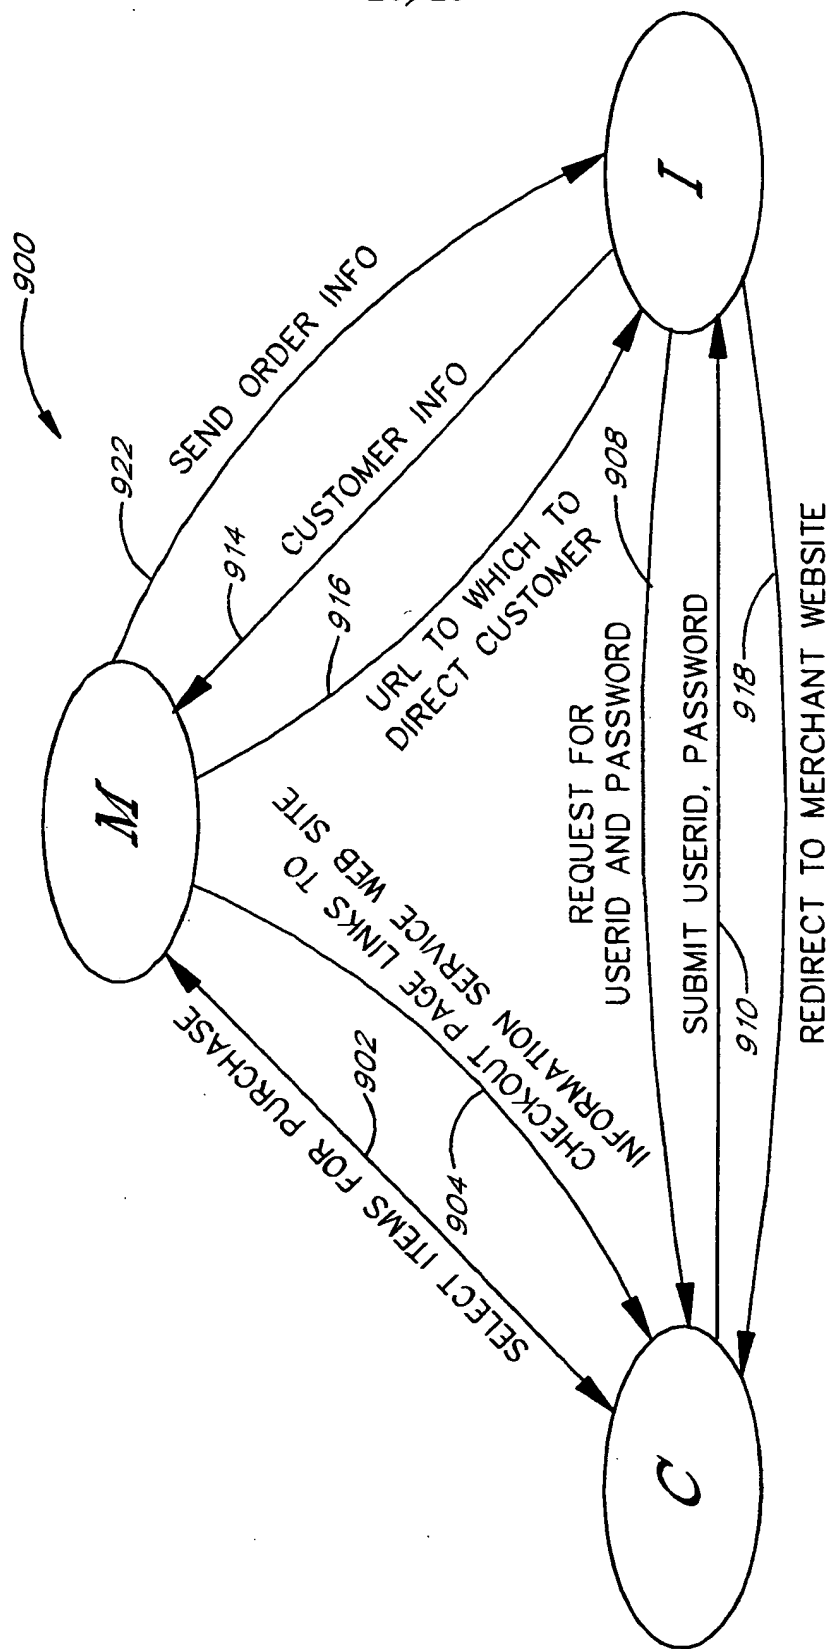 900
M
922
SEND ORDER INFO
914
CUSTOMER INFO
916
URL TO WHICH TO
DIRECT CUSTOMER
SELECT ITEMS FOR PURCHASE
902
904
CHECKOUT PAGE LINKS TO
INFORMATION SERVICE WEB SITE
REQUEST FOR
USERID AND PASSWORD
908
SUBMIT USERID, PASSWORD
910
918
REDIRECT TO MERCHANT WEBSITE
C
I